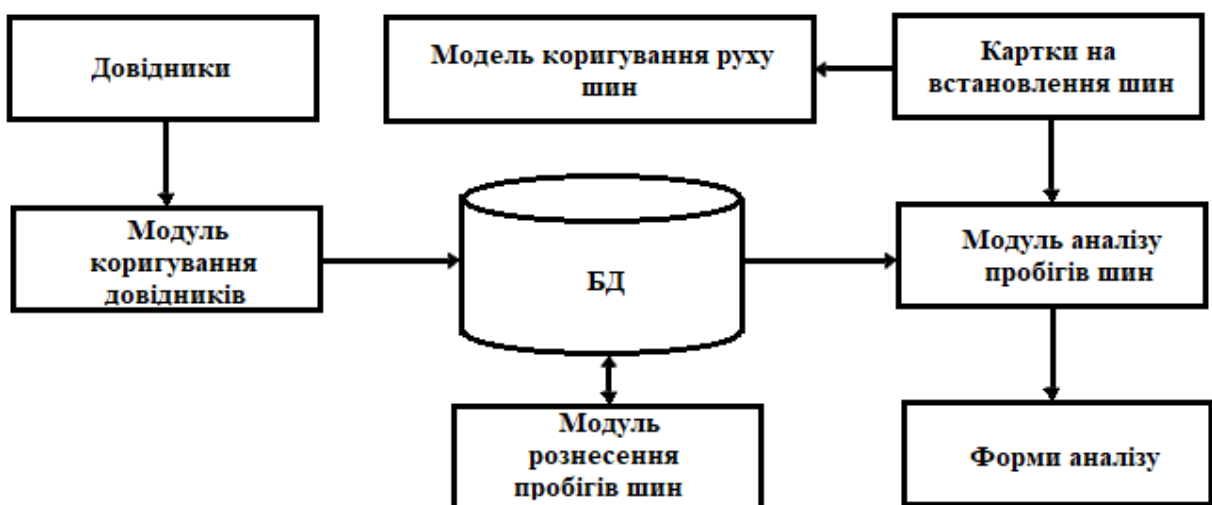 Довідники
Модель коригування руху
шин
Картки на
встановлення шин
Модуль
коригування
довідників
БД
Модуль аналізу
пробігів шин
Модуль
рознесення
пробігів шин
Форми аналізу